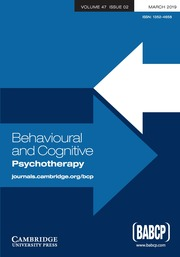 VOLUME 47 ISSUE 02 MARCH 2019
ISSN: 1352-4658
Behavioural
and Cognitive
Psychotherapy
journals.cambridge.org/bcp
CAMBRIDGE
UNIVERSITY PRESS
BABCP
www.babcp.com